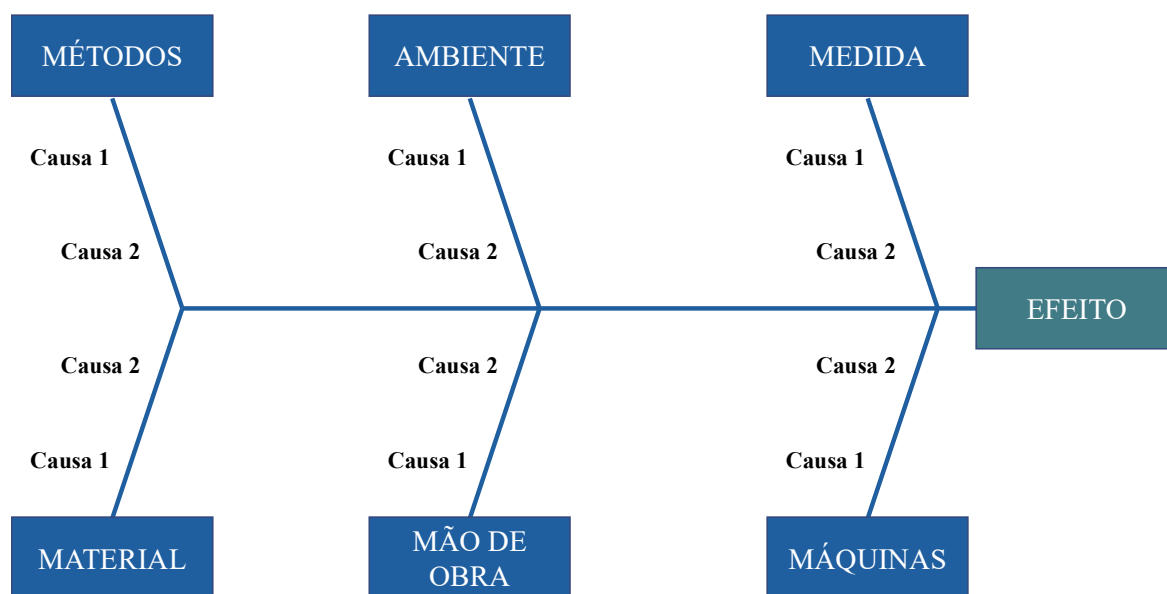 MÉTODOS
AMBIENTE
MEDIDA
Causa 1
Causa 1
Causa 1
Causa 2
Causa 2
Causa 2
EFEITO
Causa 2
Causa 2
Causa 2
Causa 1
Causa 1
Causa 1
MATERIAL
MÃO DE
OBRA
MÁQUINAS